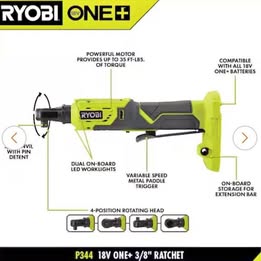 RYOBI ONE+
POWERFUL MOTOR
PROVIDES UP TO 35 FT-LBS.
OF TORQUE
COMPATIBLE
WITH ALL 18V
ONE+ BATTERIES
RYOBI
ANVIL
WITH PIN
DETENT
DUAL ON-BOARD
LED WORKLIGHTS
VARIABLE SPEED
METAL PADDLE
TRIGGER
ON-BOARD
STORAGE FOR
EXTENSION BAR
4-POSITION ROTATING HEAD
P344 18V ONE+ 3/8" RATCHET